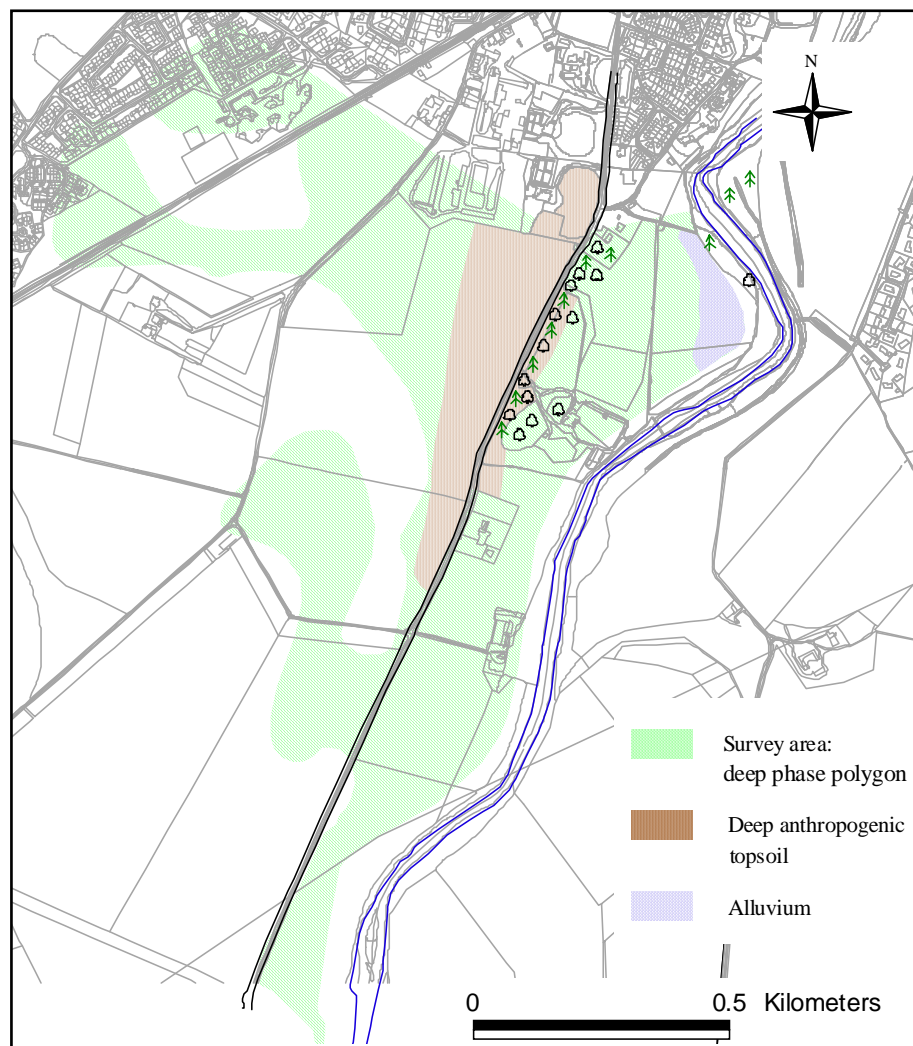 N
Survey area:
deep phase polygon
Deep anthropogenic
topsoil
Alluvium
0 0.5 Kilometers